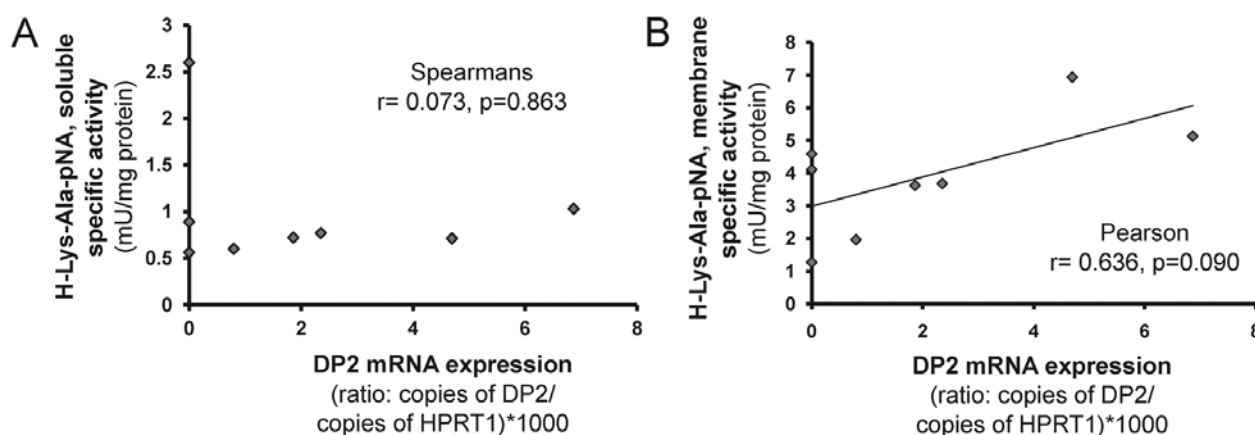 A
H-Lys-Ala-pNA, soluble
specific activity
(mU/mg protein)
3
2.5
2
1.5
1
0.5
0
Spearmans
r= 0.073, p=0.863
0 2 4 6 8
DP2 mRNA expression
(ratio: copies of DP2/
copies of HPRT1)*1000
B
H-Lys-Ala-pNA, membrane
specific activity
(mU/mg protein)
8
7
6
5
4
3
2
1
0
Pearson
r= 0.636, p=0.090
0 2 4 6 8
DP2 mRNA expression
(ratio: copies of DP2/
copies of HPRT1)*1000